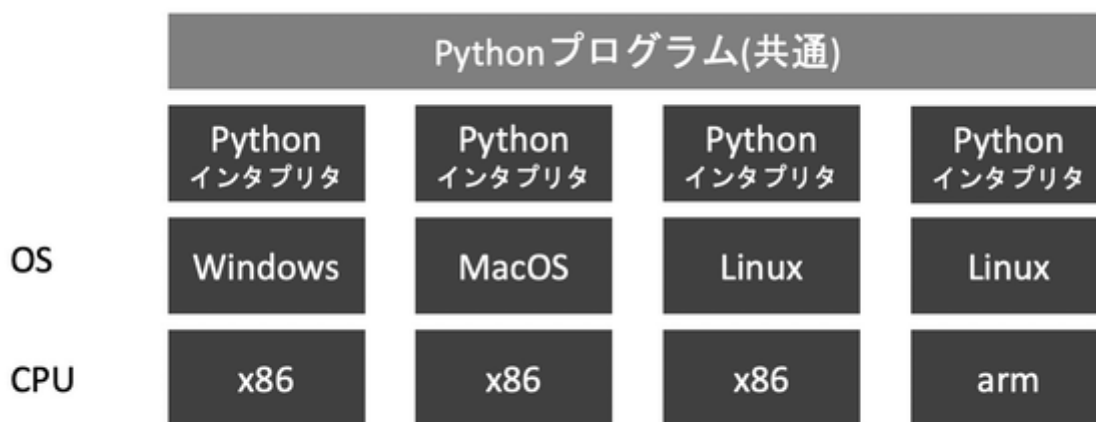 Pythonプログラム(共通)
Python Python Python Python
インタプリタ インタプリタ インタプリタ インタプリタ
OS Windows MacOS Linux Linux
CPU x86 x86 x86 arm